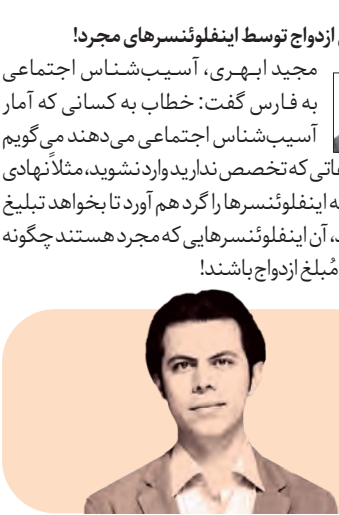 ازدواج توسط اینفلوئنسرهای مجرد!
مجید ابهری، آسیب‌شناس اجتماعی
به فارس گفت: خطاب به کسانی که آمار
آسیب‌شناس اجتماعی می‌دهند می‌گویم
که تخصص ندارید وارد نشوید، مثلاً نهادی
اینفلوئنسرها را گرد هم آورد تا بخواهد تبلیغ
آن اینفلوئنسرهایی که مجرد هستند چگونه
مُبلغ ازدواج باشند!